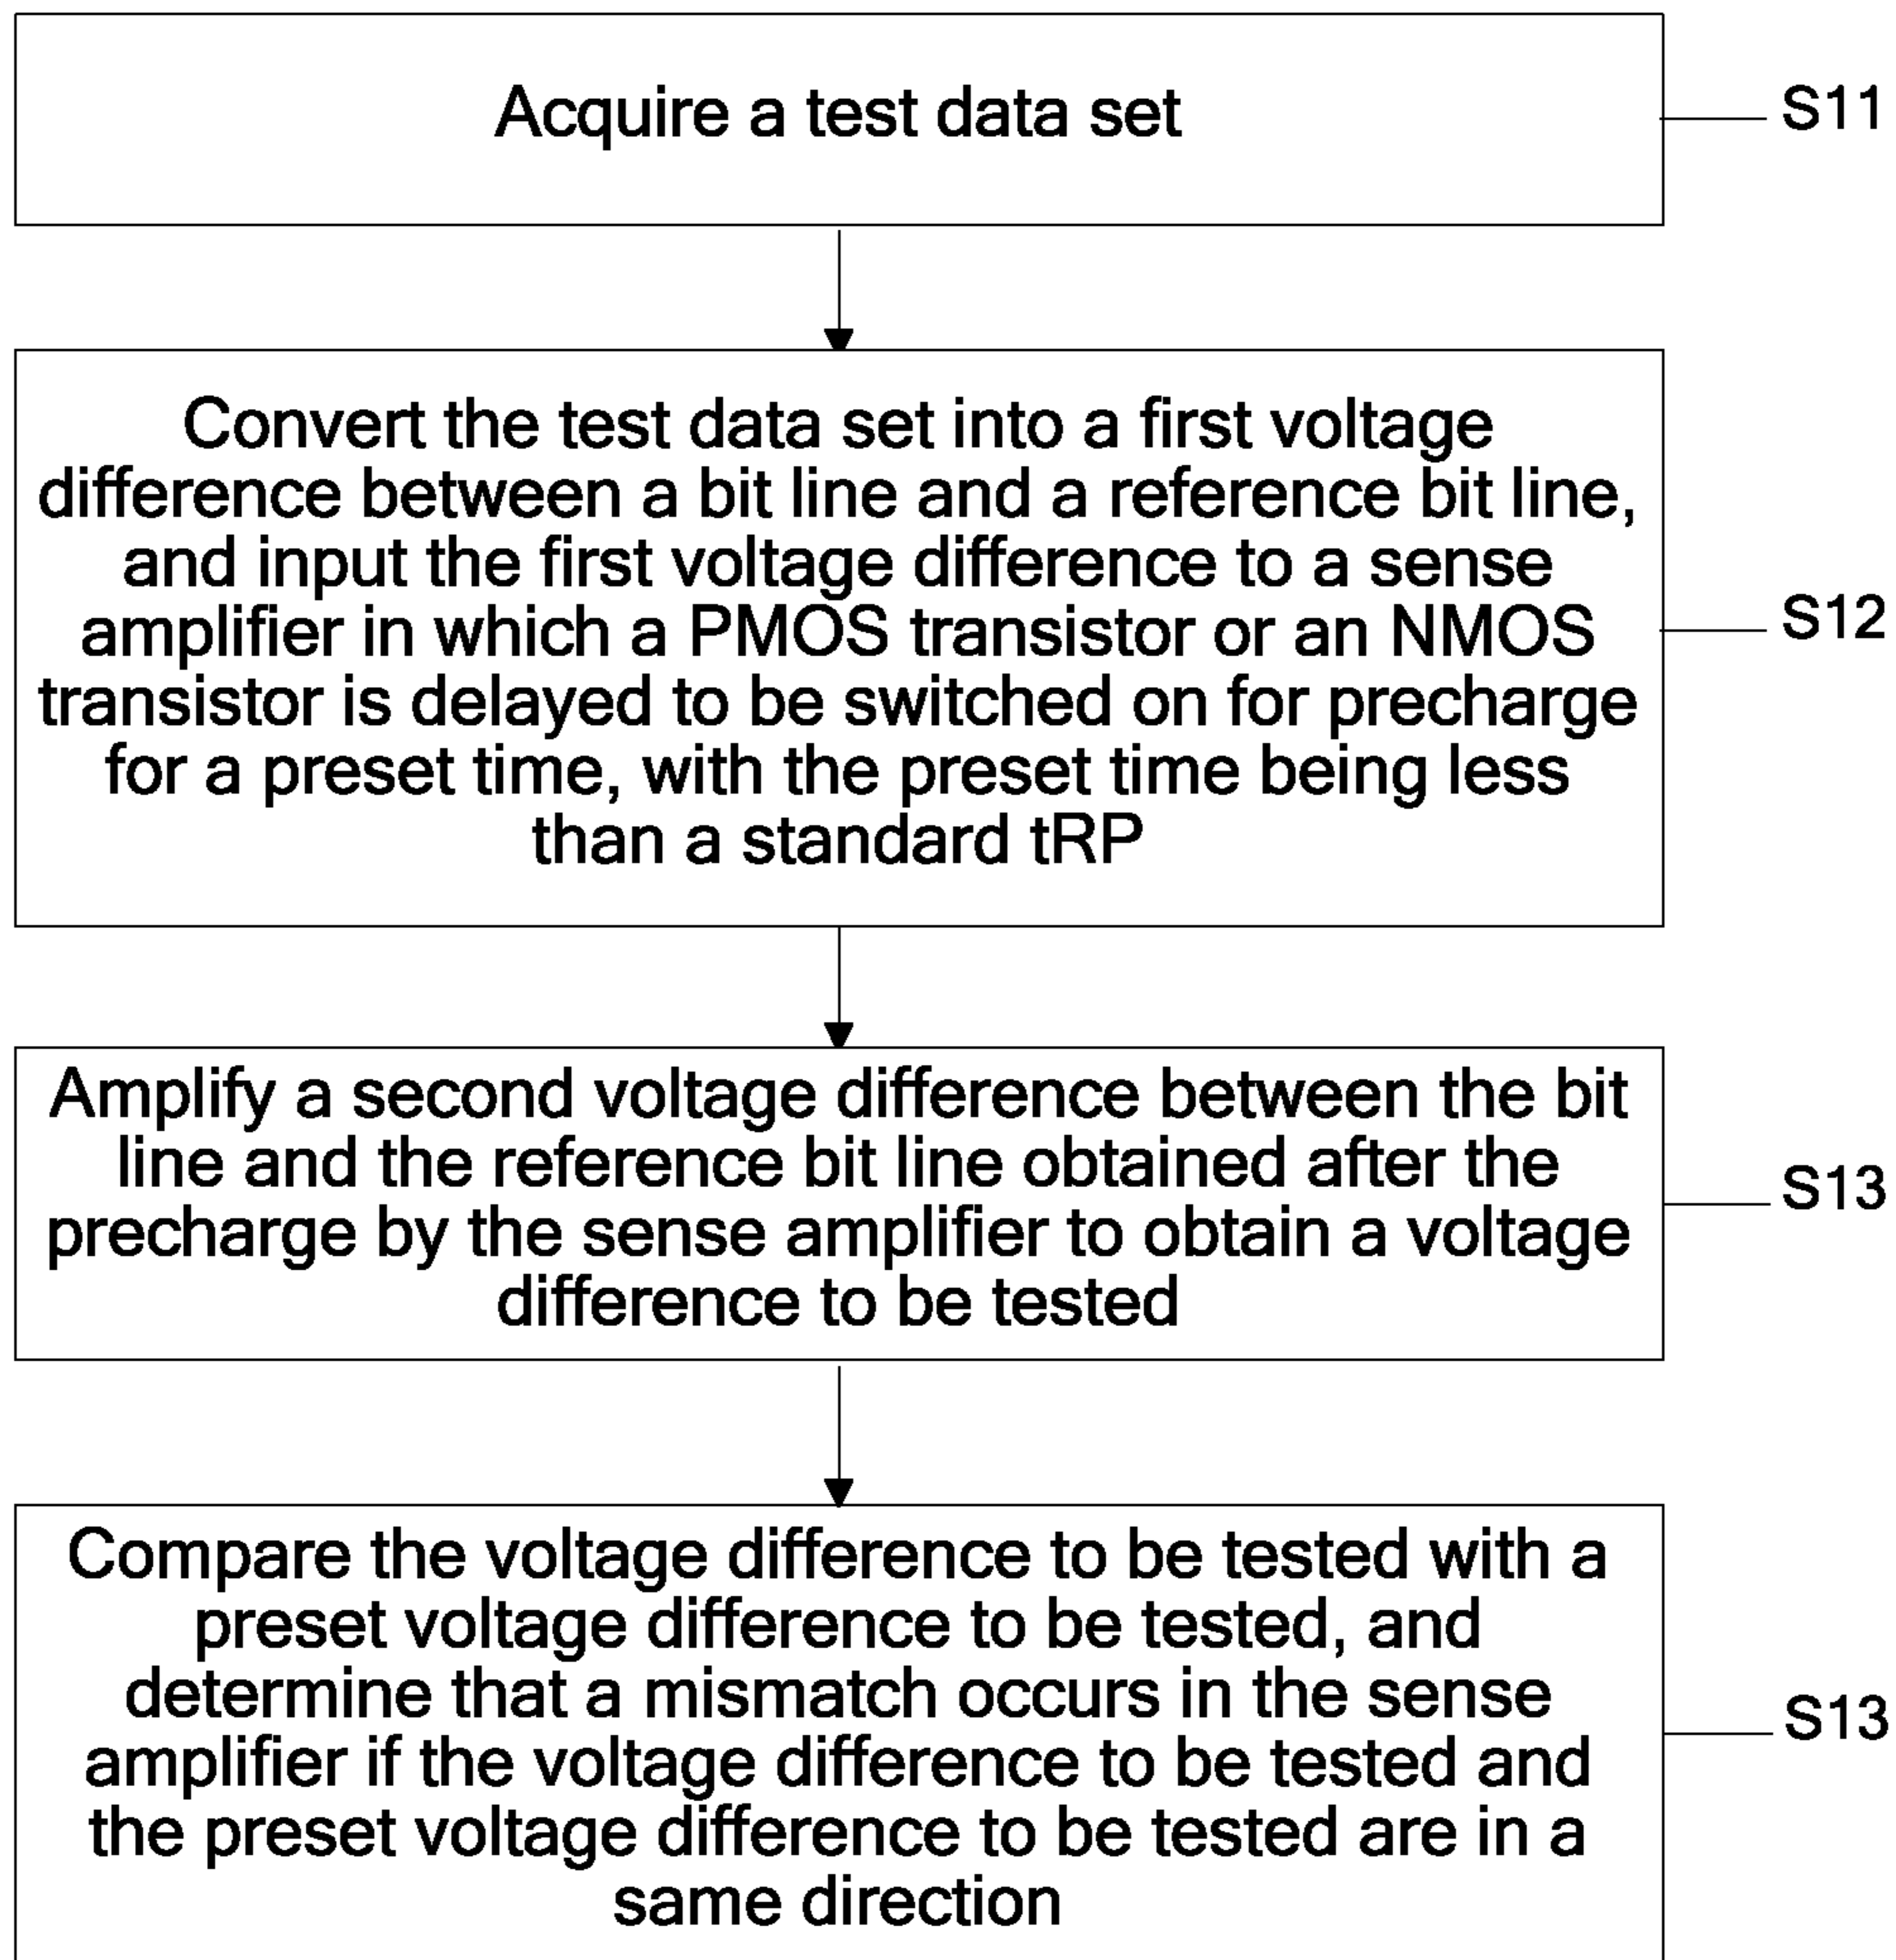 Acquire a test data set
S11
Convert the test data set into a first voltage
difference between a bit line and a reference bit line,
and input the first voltage difference to a sense
amplifier in which a PMOS transistor or an NMOS
transistor is delayed to be switched on for precharge
for a preset time, with the preset time being less
than a standard tRP
S12
Amplify a second voltage difference between the bit
line and the reference bit line obtained after the
precharge by the sense amplifier to obtain a voltage
difference to be tested
S13
Compare the voltage difference to be tested with a
preset voltage difference to be tested, and
determine that a mismatch occurs in the sense
amplifier if the voltage difference to be tested and
the preset voltage difference to be tested are in a
same direction
S13